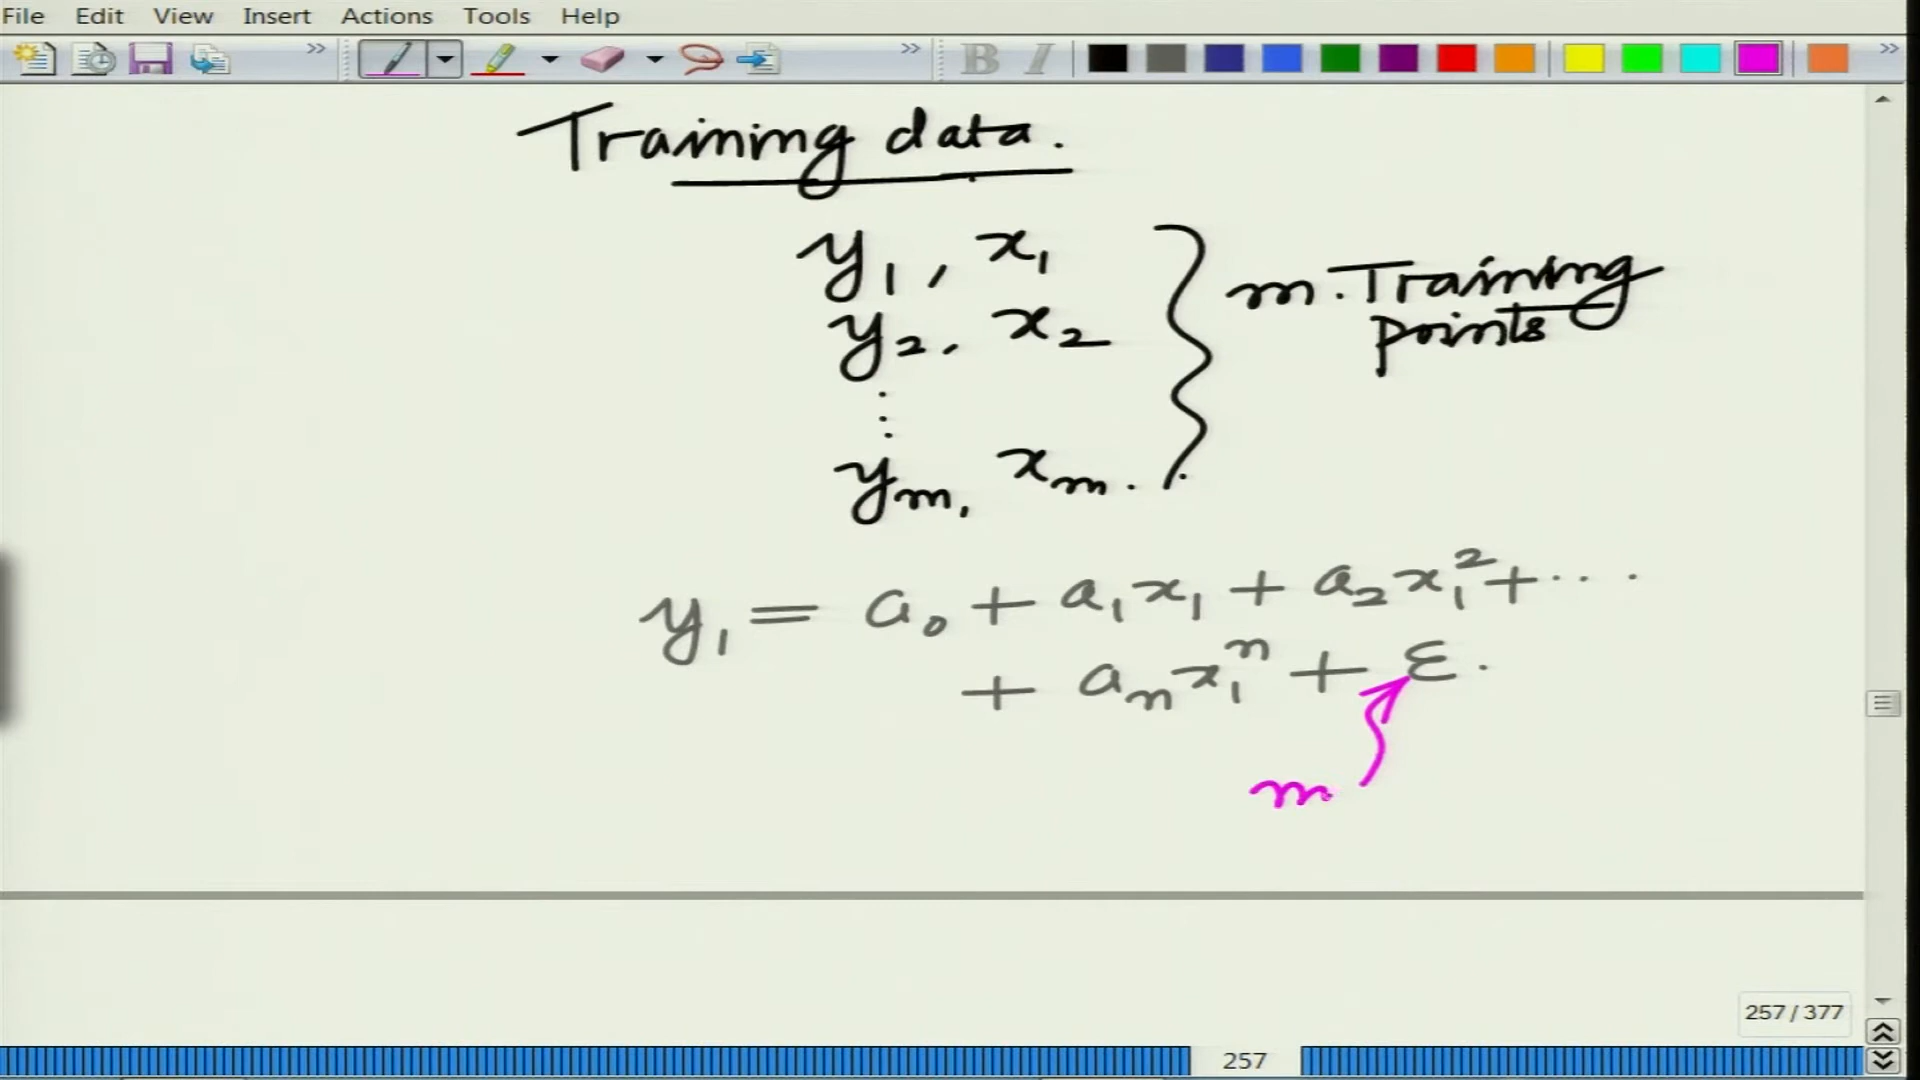 File Edit View Insert Actions Tools Help
B I
Training data.
y₁, x₁
y₂, x₂
⋮
yₘ, xₘ.
m. Training
points
y₁ = a₀ + a₁x₁ + a₂x₁² + ....
+ aₙx₁ⁿ + ε.
m
257 / 377
257